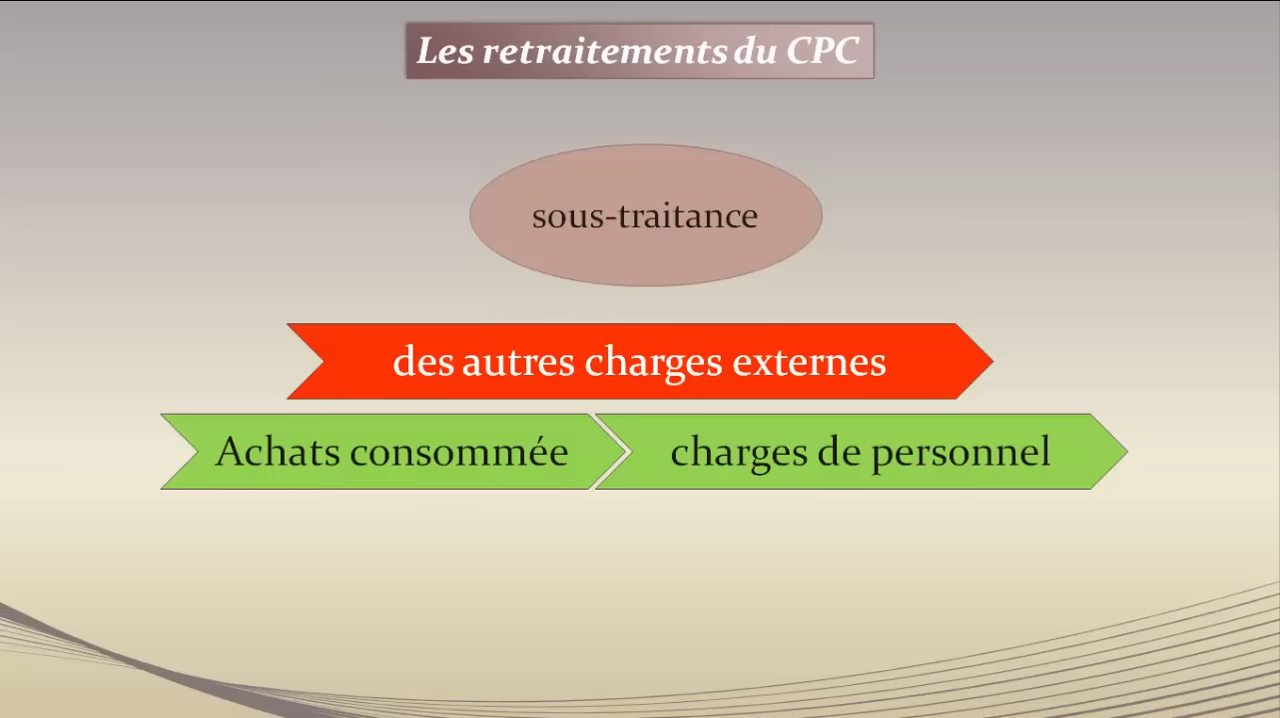 Les retraitements du CPC
sous-traitance
des autres charges externes
Achats consommée
charges de personnel